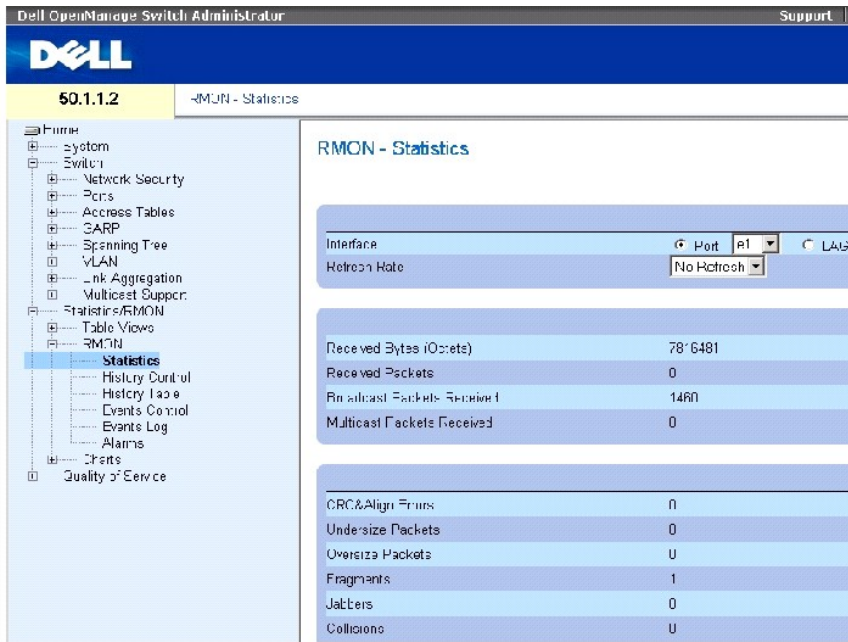 Dell OpenManage Switch Administrator
Support
DELL
50.1.1.2
RMON - Statistics
Home
System
Switch
Network Security
Ports
Address Tables
GARP
Spanning Tree
VLAN
Link Aggregation
Multicast Support
Statistics/RMON
Table Views
RMON
Statistics
History Control
History Table
Events Control
Events Log
Alarms
Charts
Quality of Service
RMON - Statistics
Interface Port e1 LAG
Refresh Rate No Refresh
Received Bytes (Octets) 7816481
Received Packets 0
Broadcast Packets Received 1460
Multicast Packets Received 0
CRC&Align Errors 0
Undersize Packets 0
Oversize Packets 0
Fragments 1
Jabbers 0
Collisions 0